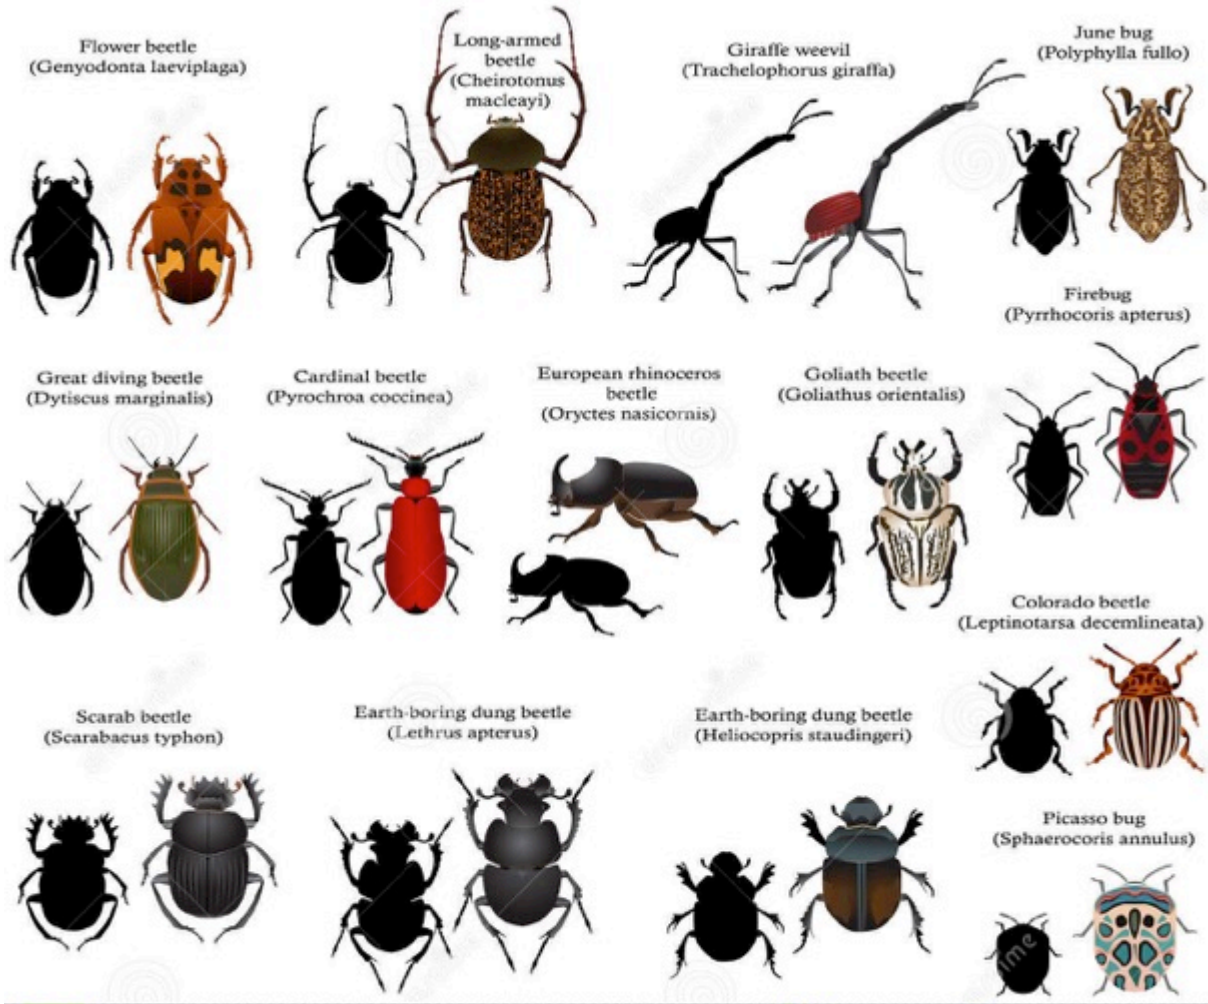 Flower beetle
(Genyodonta laeviplaga)
Long-armed
beetle
(Cheirotonus
macleayi)
Giraffe weevil
(Trachelophorus giraffa)
June bug
(Polyphylla fullo)
Firebug
(Pyrrhocoris apterus)
Great diving beetle
(Dytiscus marginalis)
Cardinal beetle
(Pyrochroa coccinea)
European rhinoceros
beetle
(Oryctes nasicornis)
Goliath beetle
(Goliathus orientalis)
Colorado beetle
(Leptinotarsa decemlineata)
Scarab beetle
(Scarabacus typhon)
Earth-boring dung beetle
(Lethrus apterus)
Earth-boring dung beetle
(Heliocopris staudingeri)
Picasso bug
(Sphaerocoris annulus)